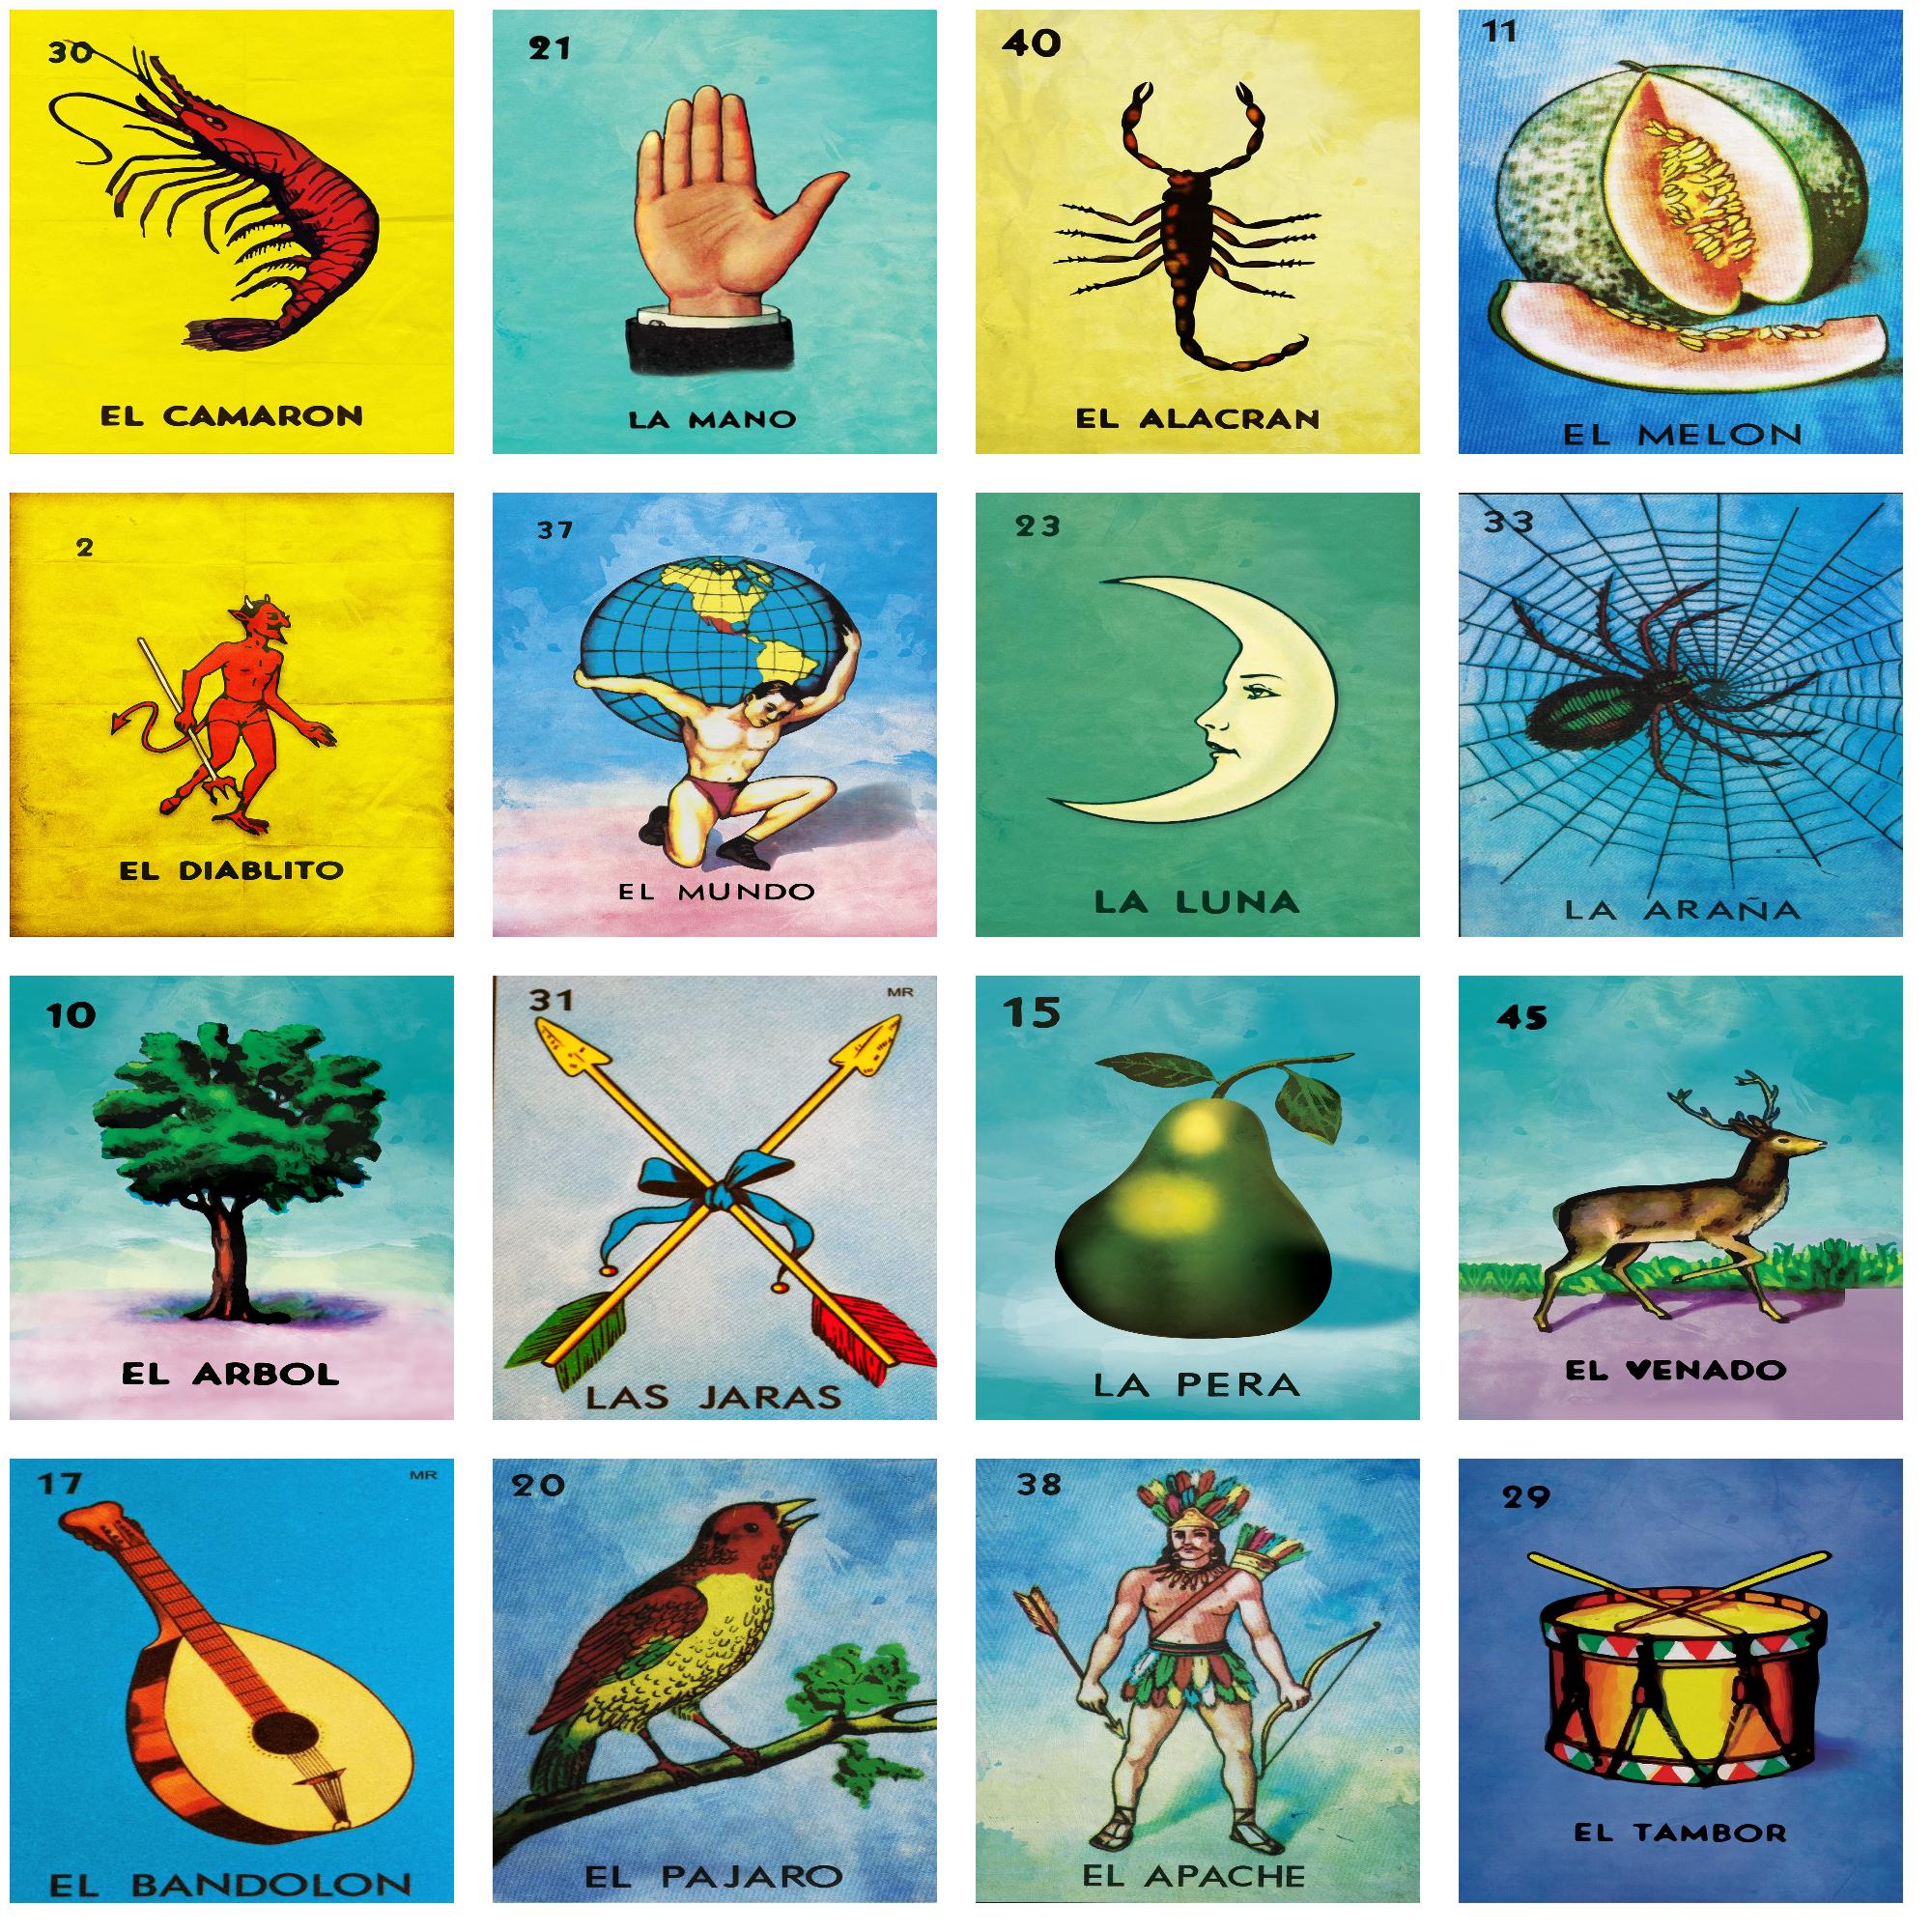 30
EL CAMARON
21
LA MANO
40
EL ALACRAN
11
EL MELON
2
EL DIABLITO
37
EL MUNDO
23
LA LUNA
33
LA ARAÑA
10
EL ARBOL
31
MR
LAS JARAS
15
LA PERA
45
EL VENADO
17
MR
EL BANDOLON
20
EL PAJARO
38
EL APACHE
29
EL TAMBOR